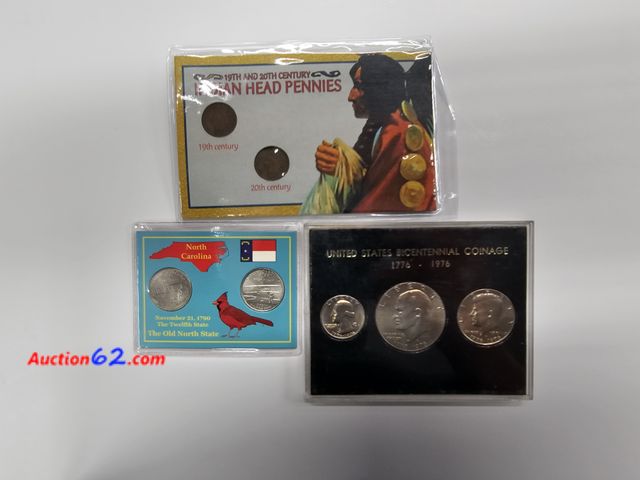 19TH AND 20TH CENTURY
INDIAN HEAD PENNIES
19th century
20th century
North
Carolina
November 21, 1790
The Twelfth State
The Old North State
UNITED STATES BICENTENNIAL COINAGE
1776 - 1976
LIBERTY
Auction62.com